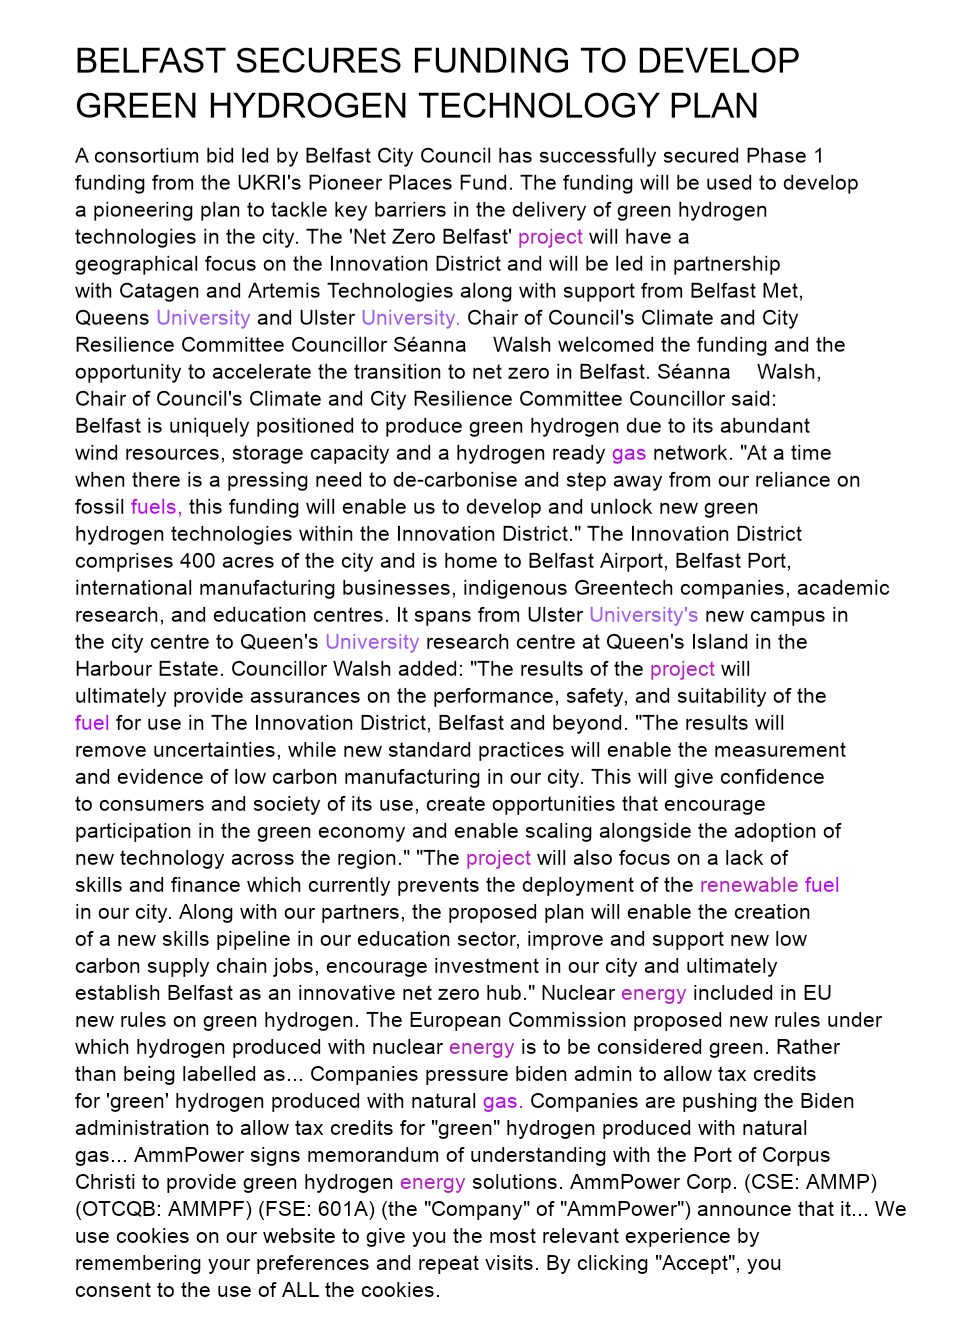 BELFAST SECURES FUNDING TO DEVELOP
GREEN HYDROGEN TECHNOLOGY PLAN
A consortium bid led by Belfast City Council has successfully secured Phase 1
funding from the UKRI's Pioneer Places Fund. The funding will be used to develop
a pioneering plan to tackle key barriers in the delivery of green hydrogen
technologies in the city. The 'Net Zero Belfast' project will have a
geographical focus on the Innovation District and will be led in partnership
with Catagen and Artemis Technologies along with support from Belfast Met,
Queens University and Ulster University. Chair of Council's Climate and City
Resilience Committee Councillor Séanna Walsh welcomed the funding and the
opportunity to accelerate the transition to net zero in Belfast. Séanna Walsh,
Chair of Council's Climate and City Resilience Committee Councillor said:
Belfast is uniquely positioned to produce green hydrogen due to its abundant
wind resources, storage capacity and a hydrogen ready gas network. "At a time
when there is a pressing need to de-carbonise and step away from our reliance on
fossil fuels, this funding will enable us to develop and unlock new green
hydrogen technologies within the Innovation District." The Innovation District
comprises 400 acres of the city and is home to Belfast Airport, Belfast Port,
international manufacturing businesses, indigenous Greentech companies, academic
research, and education centres. It spans from Ulster University's new campus in
the city centre to Queen's University research centre at Queen's Island in the
Harbour Estate. Councillor Walsh added: "The results of the project will
ultimately provide assurances on the performance, safety, and suitability of the
fuel for use in The Innovation District, Belfast and beyond. "The results will
remove uncertainties, while new standard practices will enable the measurement
and evidence of low carbon manufacturing in our city. This will give confidence
to consumers and society of its use, create opportunities that encourage
participation in the green economy and enable scaling alongside the adoption of
new technology across the region." "The project will also focus on a lack of
skills and finance which currently prevents the deployment of the renewable fuel
in our city. Along with our partners, the proposed plan will enable the creation
of a new skills pipeline in our education sector, improve and support new low
carbon supply chain jobs, encourage investment in our city and ultimately
establish Belfast as an innovative net zero hub." Nuclear energy included in EU
new rules on green hydrogen. The European Commission proposed new rules under
which hydrogen produced with nuclear energy is to be considered green. Rather
than being labelled as... Companies pressure biden admin to allow tax credits
for 'green' hydrogen produced with natural gas. Companies are pushing the Biden
administration to allow tax credits for "green" hydrogen produced with natural
gas... AmmPower signs memorandum of understanding with the Port of Corpus
Christi to provide green hydrogen energy solutions. AmmPower Corp. (CSE: AMMP)
(OTCQB: AMMPF) (FSE: 601A) (the "Company" of "AmmPower") announce that it... We
use cookies on our website to give you the most relevant experience by
remembering your preferences and repeat visits. By clicking "Accept", you
consent to the use of ALL the cookies.